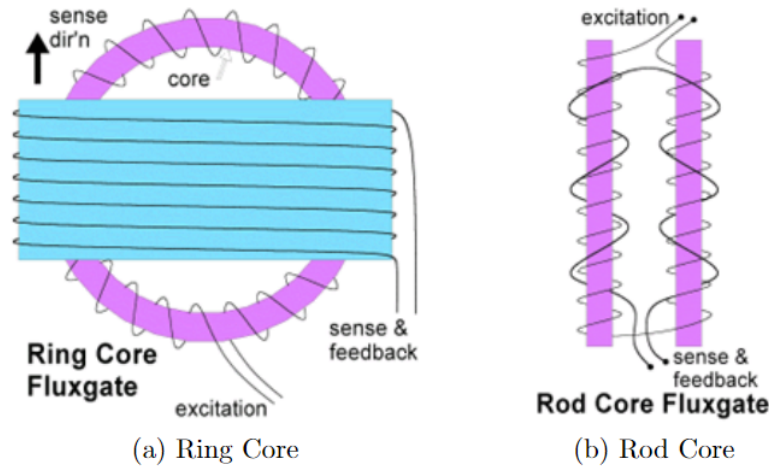 sense
dir'n
core
sense &
feedback
Ring Core
Fluxgate
excitation
(a) Ring Core
excitation
sense &
feedback
Rod Core Fluxgate
(b) Rod Core